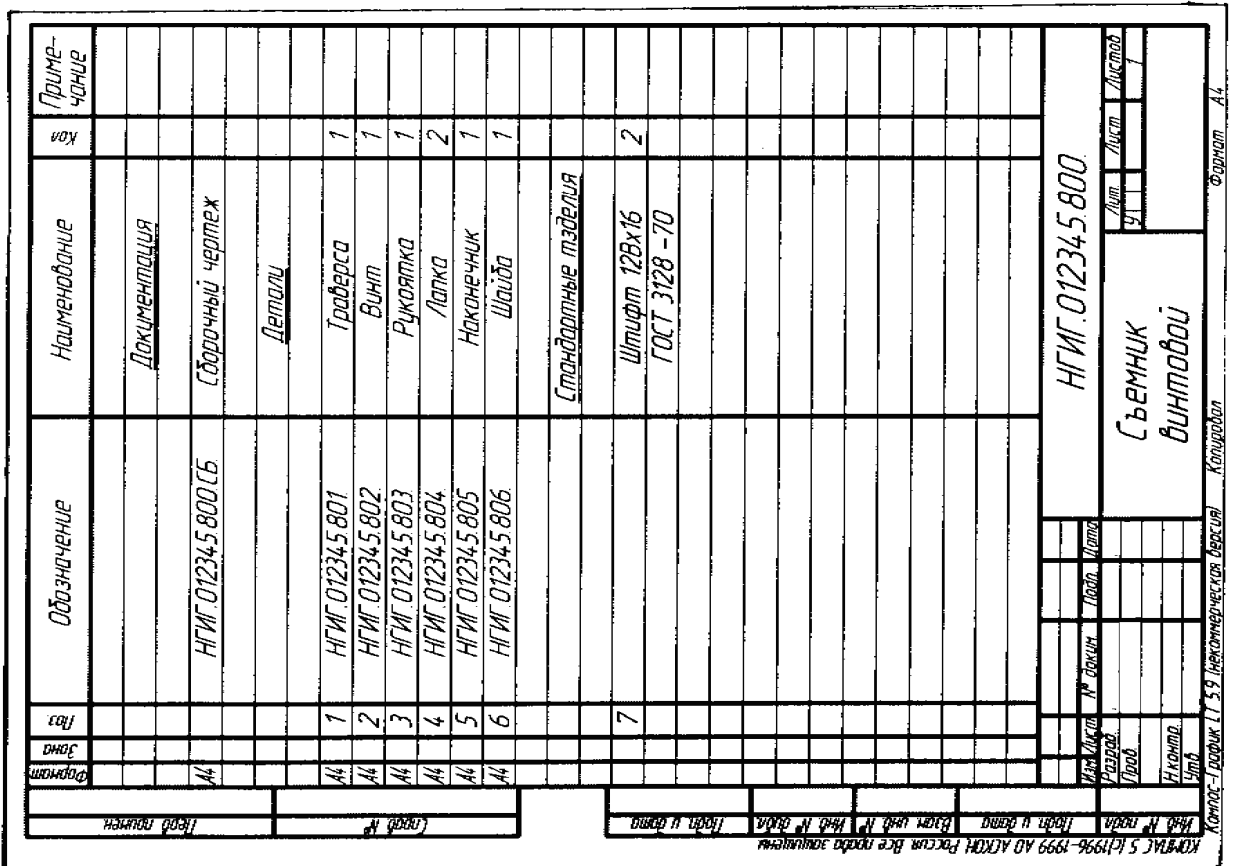 Формат Зона Поз Обозначение Наименование Кол Приме-
чание
Документация
А4 НГИГ.012345.800.СБ. Сборочный чертеж
Детали
А4 1 НГИГ.012345.801. Траверса 1
А4 2 НГИГ.012345.802. Винт 1
А4 3 НГИГ.012345.803. Рукоятка 1
А4 4 НГИГ.012345.804. Лапка 2
А4 5 НГИГ.012345.805. Наконечник 1
А4 6 НГИГ.012345.806. Шайба 1
Стандартные тзделия
7 Штифт 12Вх16 2
ГОСТ 3128 -70
НГИГ.012345.800.
Изм Лист № докум. Подп. Дата
Разраб.
Пров.
Н.контр.
Утв.
Съемник
винтовой
Лит. Лист Листов
У 1
Перв. примен.
Справ. №
Подп. и дата
Инв. № дубл.
Взам. инв. №
Подп. и дата
Инв. № подл.
КОМПАС 5 (с)1996-1999 АО АСКОН, Россия. Все права защищены
Компас-График LT 5.9 (некоммерческая версия) Копировал Формат А4